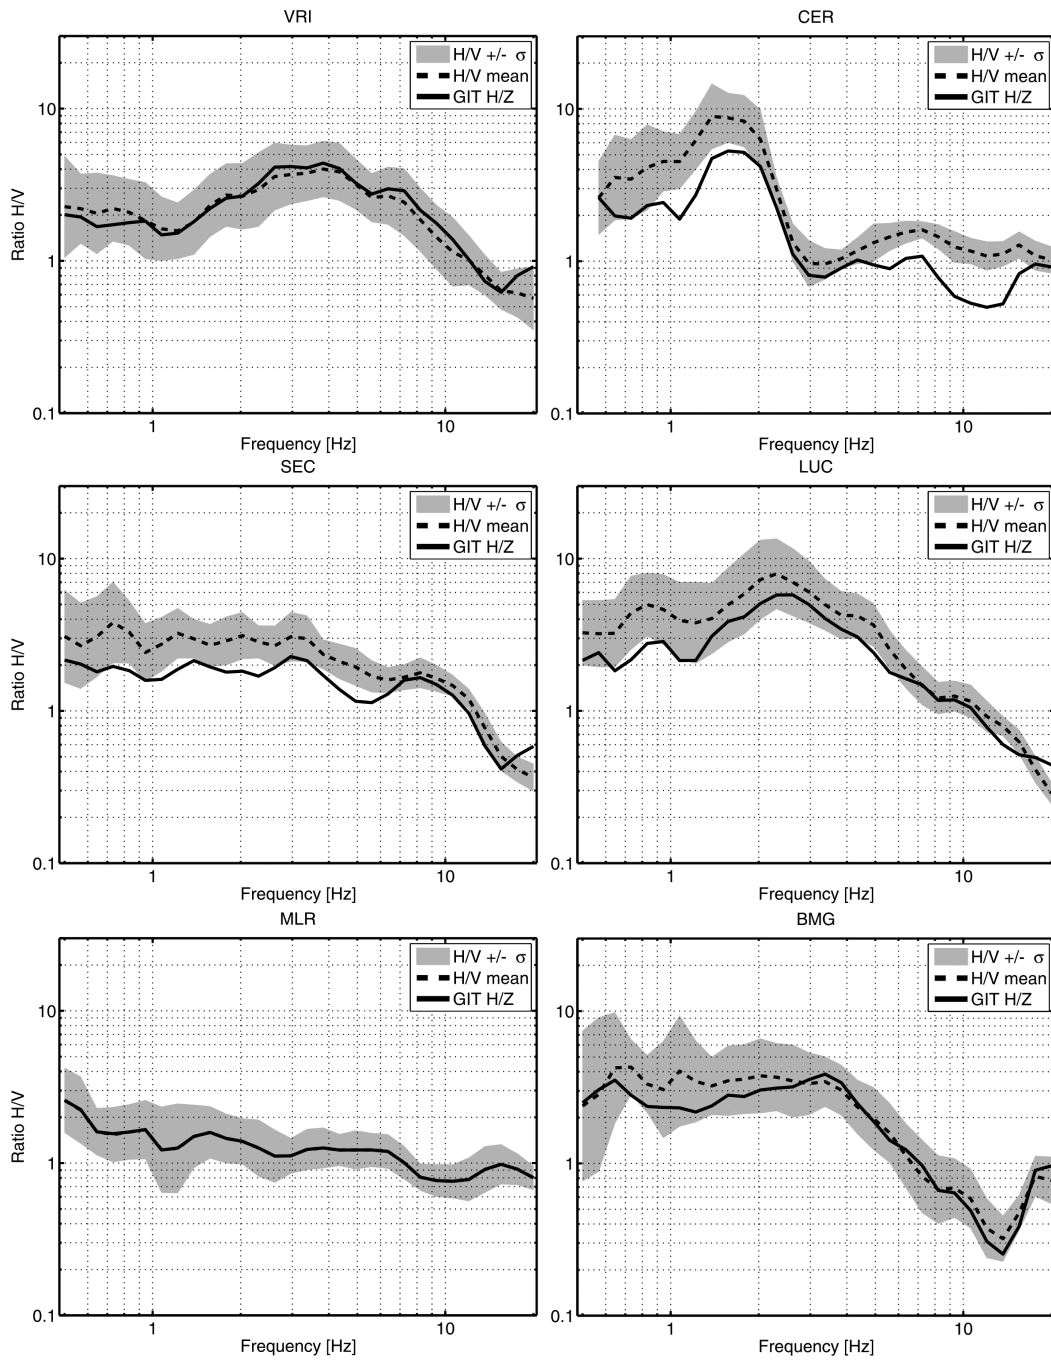 VRI
H/V +/- σ
H/V mean
GIT H/Z
10
1
0.1
Ratio H/V
1
10
Frequency [Hz]
CER
H/V +/- σ
H/V mean
GIT H/Z
10
1
0.1
1
10
Frequency [Hz]
SEC
H/V +/- σ
H/V mean
GIT H/Z
10
1
0.1
Ratio H/V
1
10
Frequency [Hz]
LUC
H/V +/- σ
H/V mean
GIT H/Z
10
1
0.1
1
10
Frequency [Hz]
MLR
H/V +/- σ
H/V mean
GIT H/Z
10
1
0.1
Ratio H/V
1
10
Frequency [Hz]
BMG
H/V +/- σ
H/V mean
GIT H/Z
10
1
0.1
1
10
Frequency [Hz]